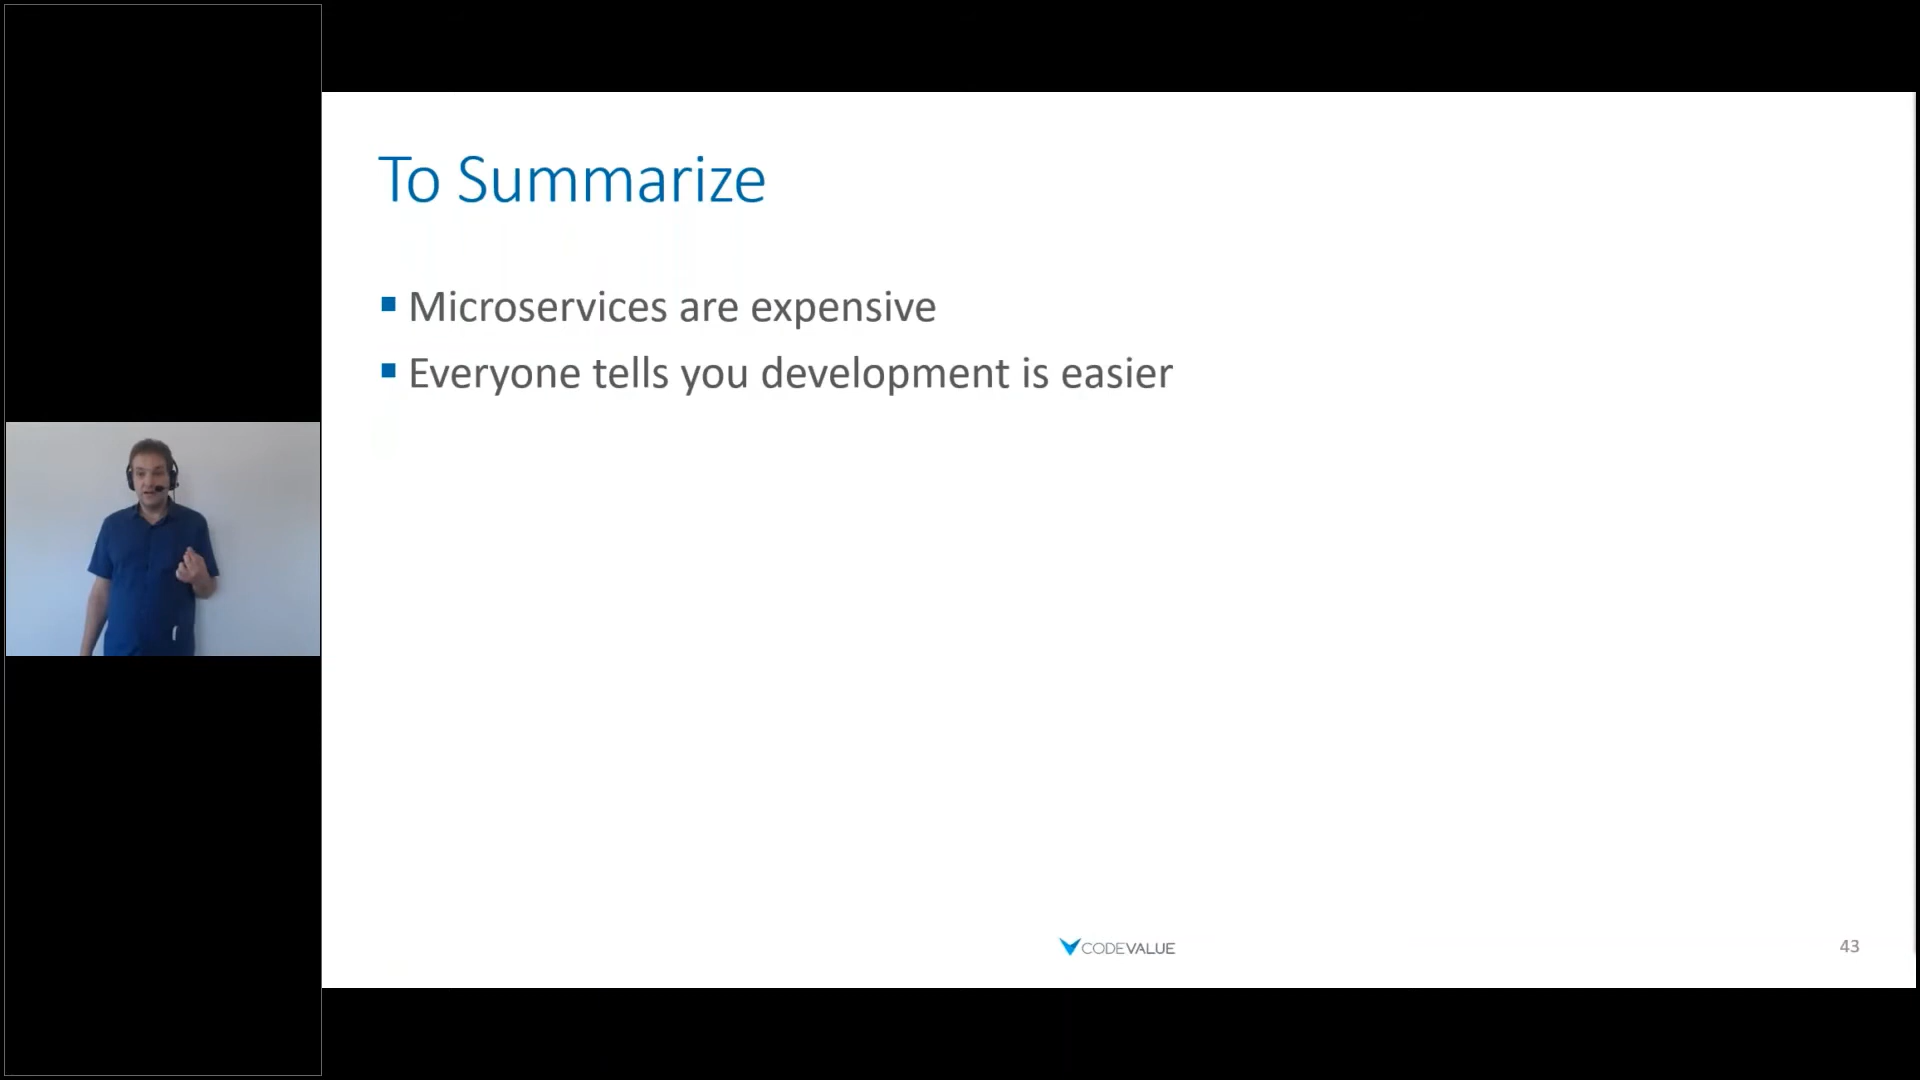 To Summarize
Microservices are expensive
Everyone tells you development is easier
CODEVALUE
43